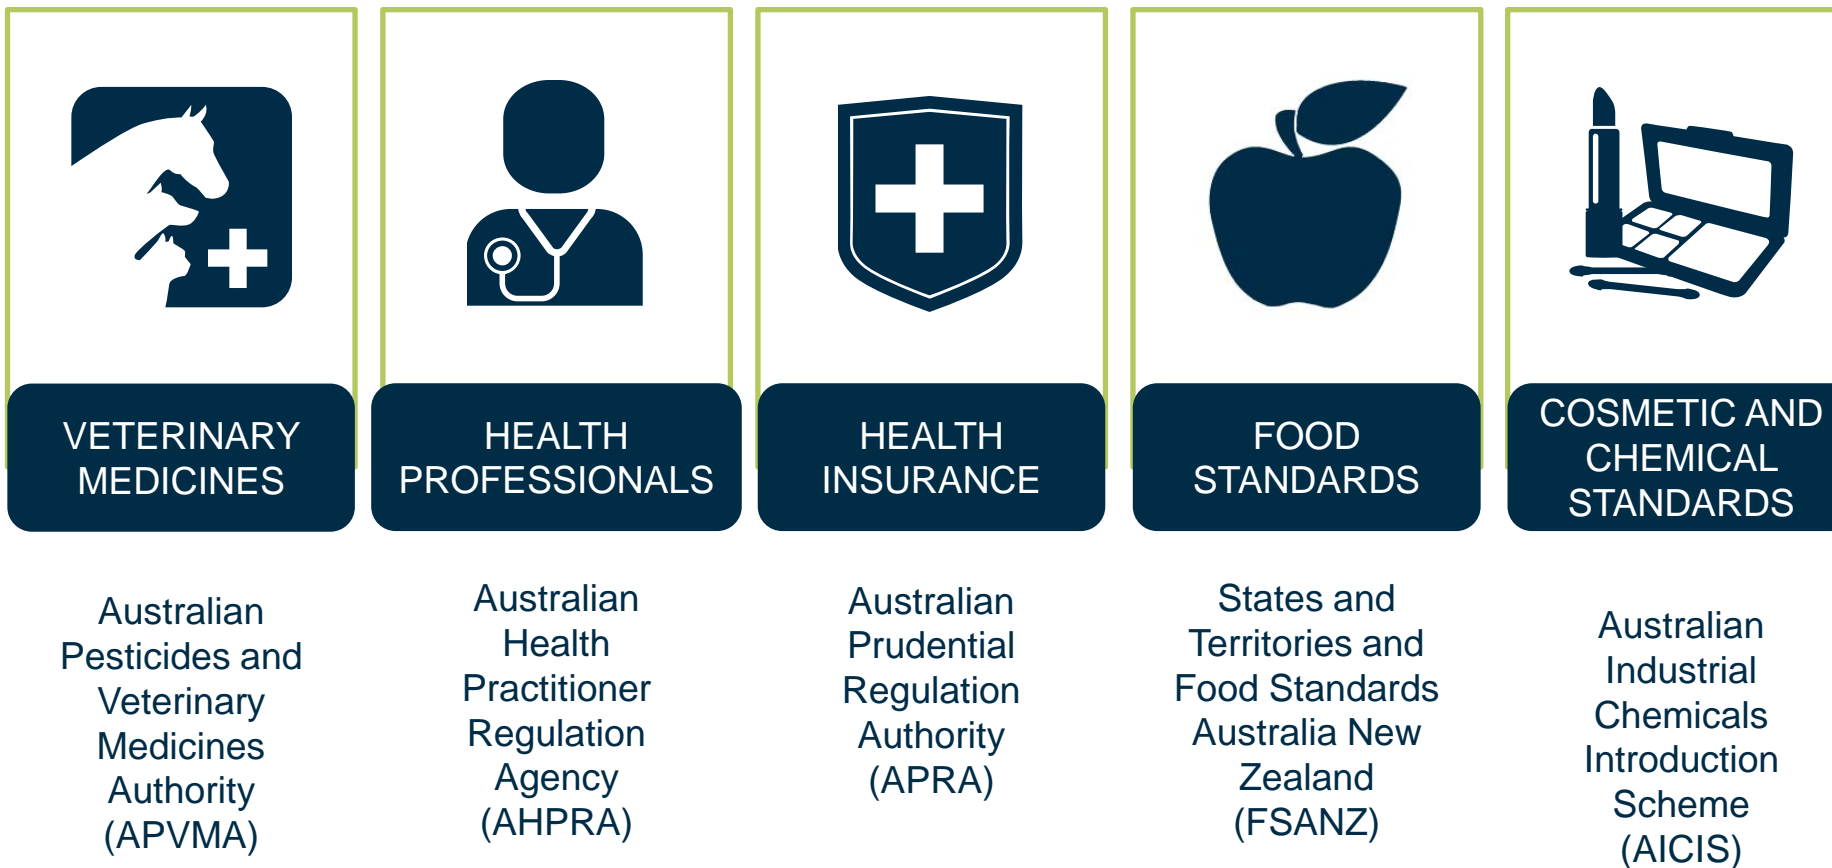 VETERINARY
MEDICINES
HEALTH
PROFESSIONALS
HEALTH
INSURANCE
FOOD
STANDARDS
COSMETIC AND
CHEMICAL
STANDARDS
Australian
Pesticides and
Veterinary
Medicines
Authority
(APVMA)
Australian
Health
Practitioner
Regulation
Agency
(AHPRA)
Australian
Prudential
Regulation
Authority
(APRA)
States and
Territories and
Food Standards
Australia New
Zealand
(FSANZ)
Australian
Industrial
Chemicals
Introduction
Scheme
(AICIS)